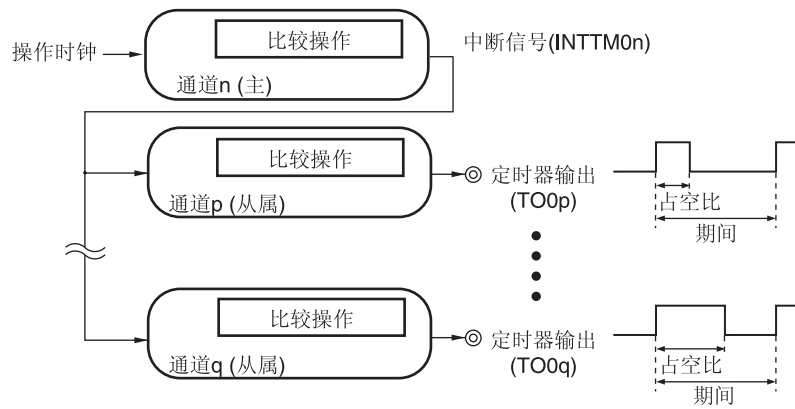 比较操作
操作时钟
中断信号(INTTM0n)
通道n (主)
比较操作
定时器输出
(TO0p)
通道p (从属)
占空比
期间
比较操作
定时器输出
(TO0q)
通道q (从属)
占空比
期间